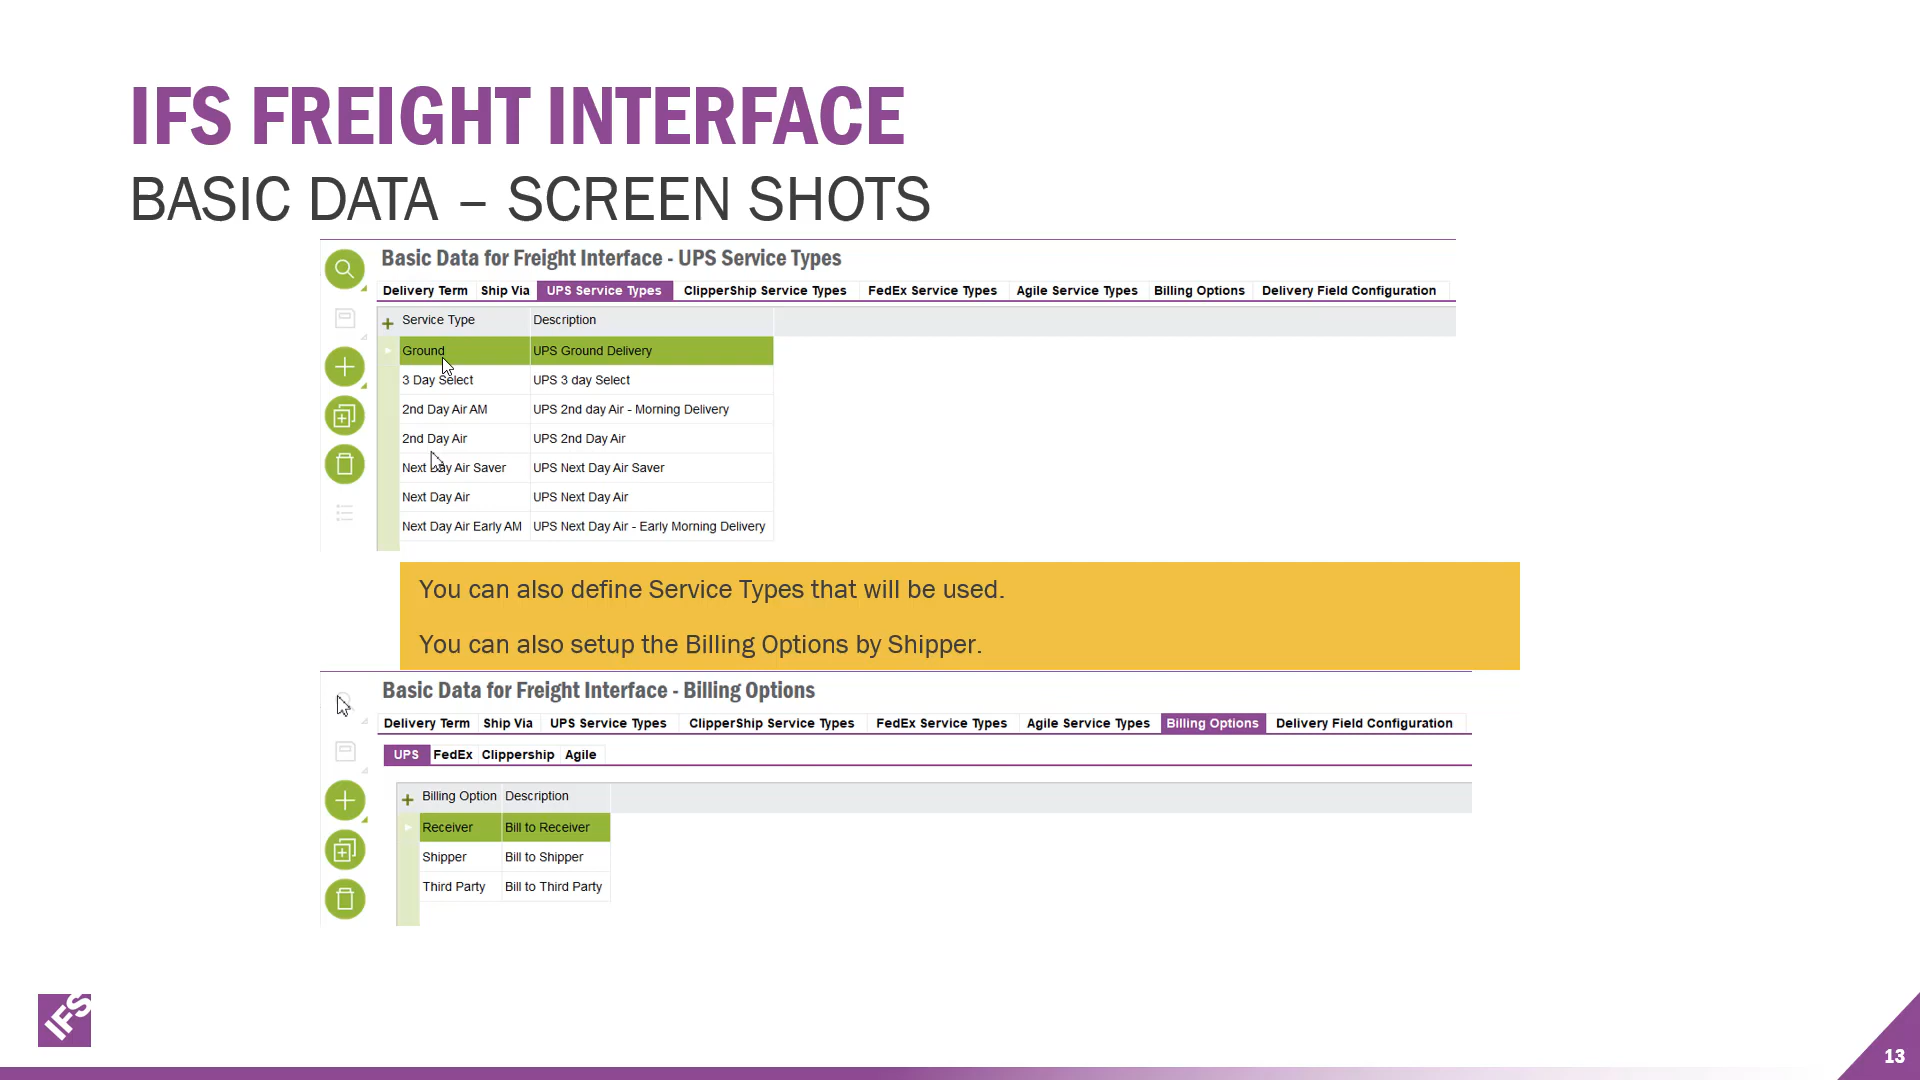 IFS FREIGHT INTERFACE
BASIC DATA – SCREEN SHOTS
Basic Data for Freight Interface - UPS Service Types
Delivery Term Ship Via UPS Service Types ClipperShip Service Types FedEx Service Types Agile Service Types Billing Options Delivery Field Configuration
Service Type Description
Ground UPS Ground Delivery
3 Day Select UPS 3 day Select
2nd Day Air AM UPS 2nd day Air - Morning Delivery
2nd Day Air UPS 2nd Day Air
Next Day Air Saver UPS Next Day Air Saver
Next Day Air UPS Next Day Air
Next Day Air Early AM UPS Next Day Air - Early Morning Delivery
You can also define Service Types that will be used.
You can also setup the Billing Options by Shipper.
Basic Data for Freight Interface - Billing Options
Delivery Term Ship Via UPS Service Types ClipperShip Service Types FedEx Service Types Agile Service Types Billing Options Delivery Field Configuration
UPS FedEx Clippership Agile
Billing Option Description
Receiver Bill to Receiver
Shipper Bill to Shipper
Third Party Bill to Third Party
IFS
13